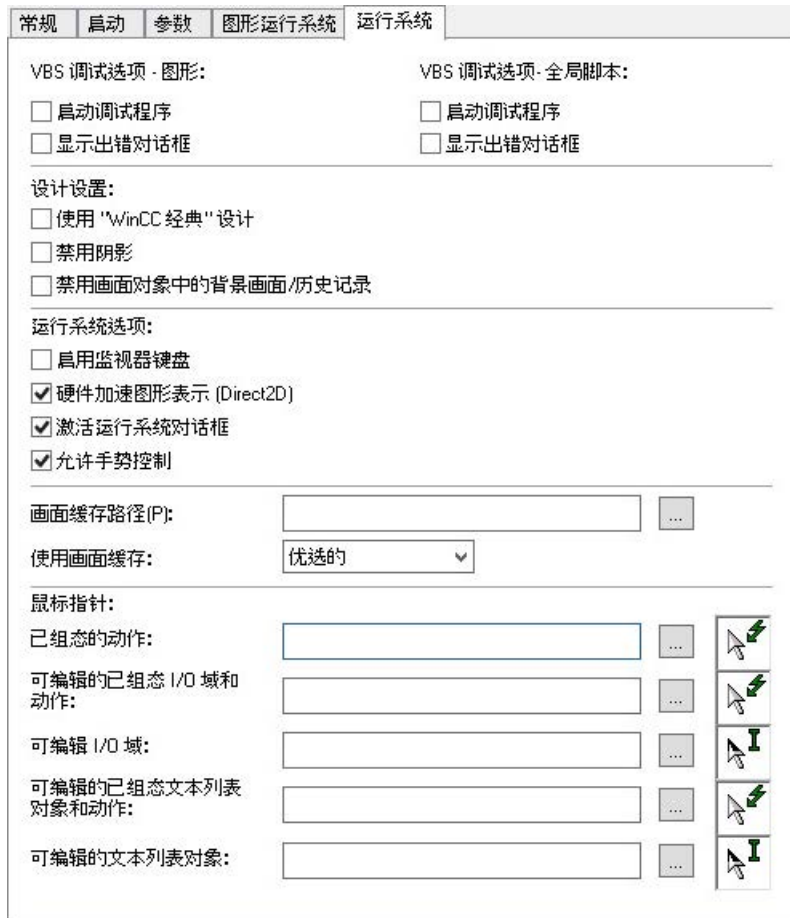 常规 启动 参数 图形运行系统 运行系统
VBS 调试选项 - 图形: VBS 调试选项- 全局脚本:
启动调试程序 启动调试程序
显示出错对话框 显示出错对话框
设计设置:
使用 "WinCC 经典" 设计
禁用阴影
禁用画面对象中的背景画面/历史记录
运行系统选项:
启用监视器键盘
硬件加速图形表示 (Direct2D)
激活运行系统对话框
允许手势控制
画面缓存路径(P): ...
使用画面缓存: 优选的
鼠标指针:
已组态的动作: ...
可编辑的已组态 I/O 域和
动作: ...
可编辑 I/O 域: ...
可编辑的已组态文本列表
对象和动作: ...
可编辑的文本列表对象: ...